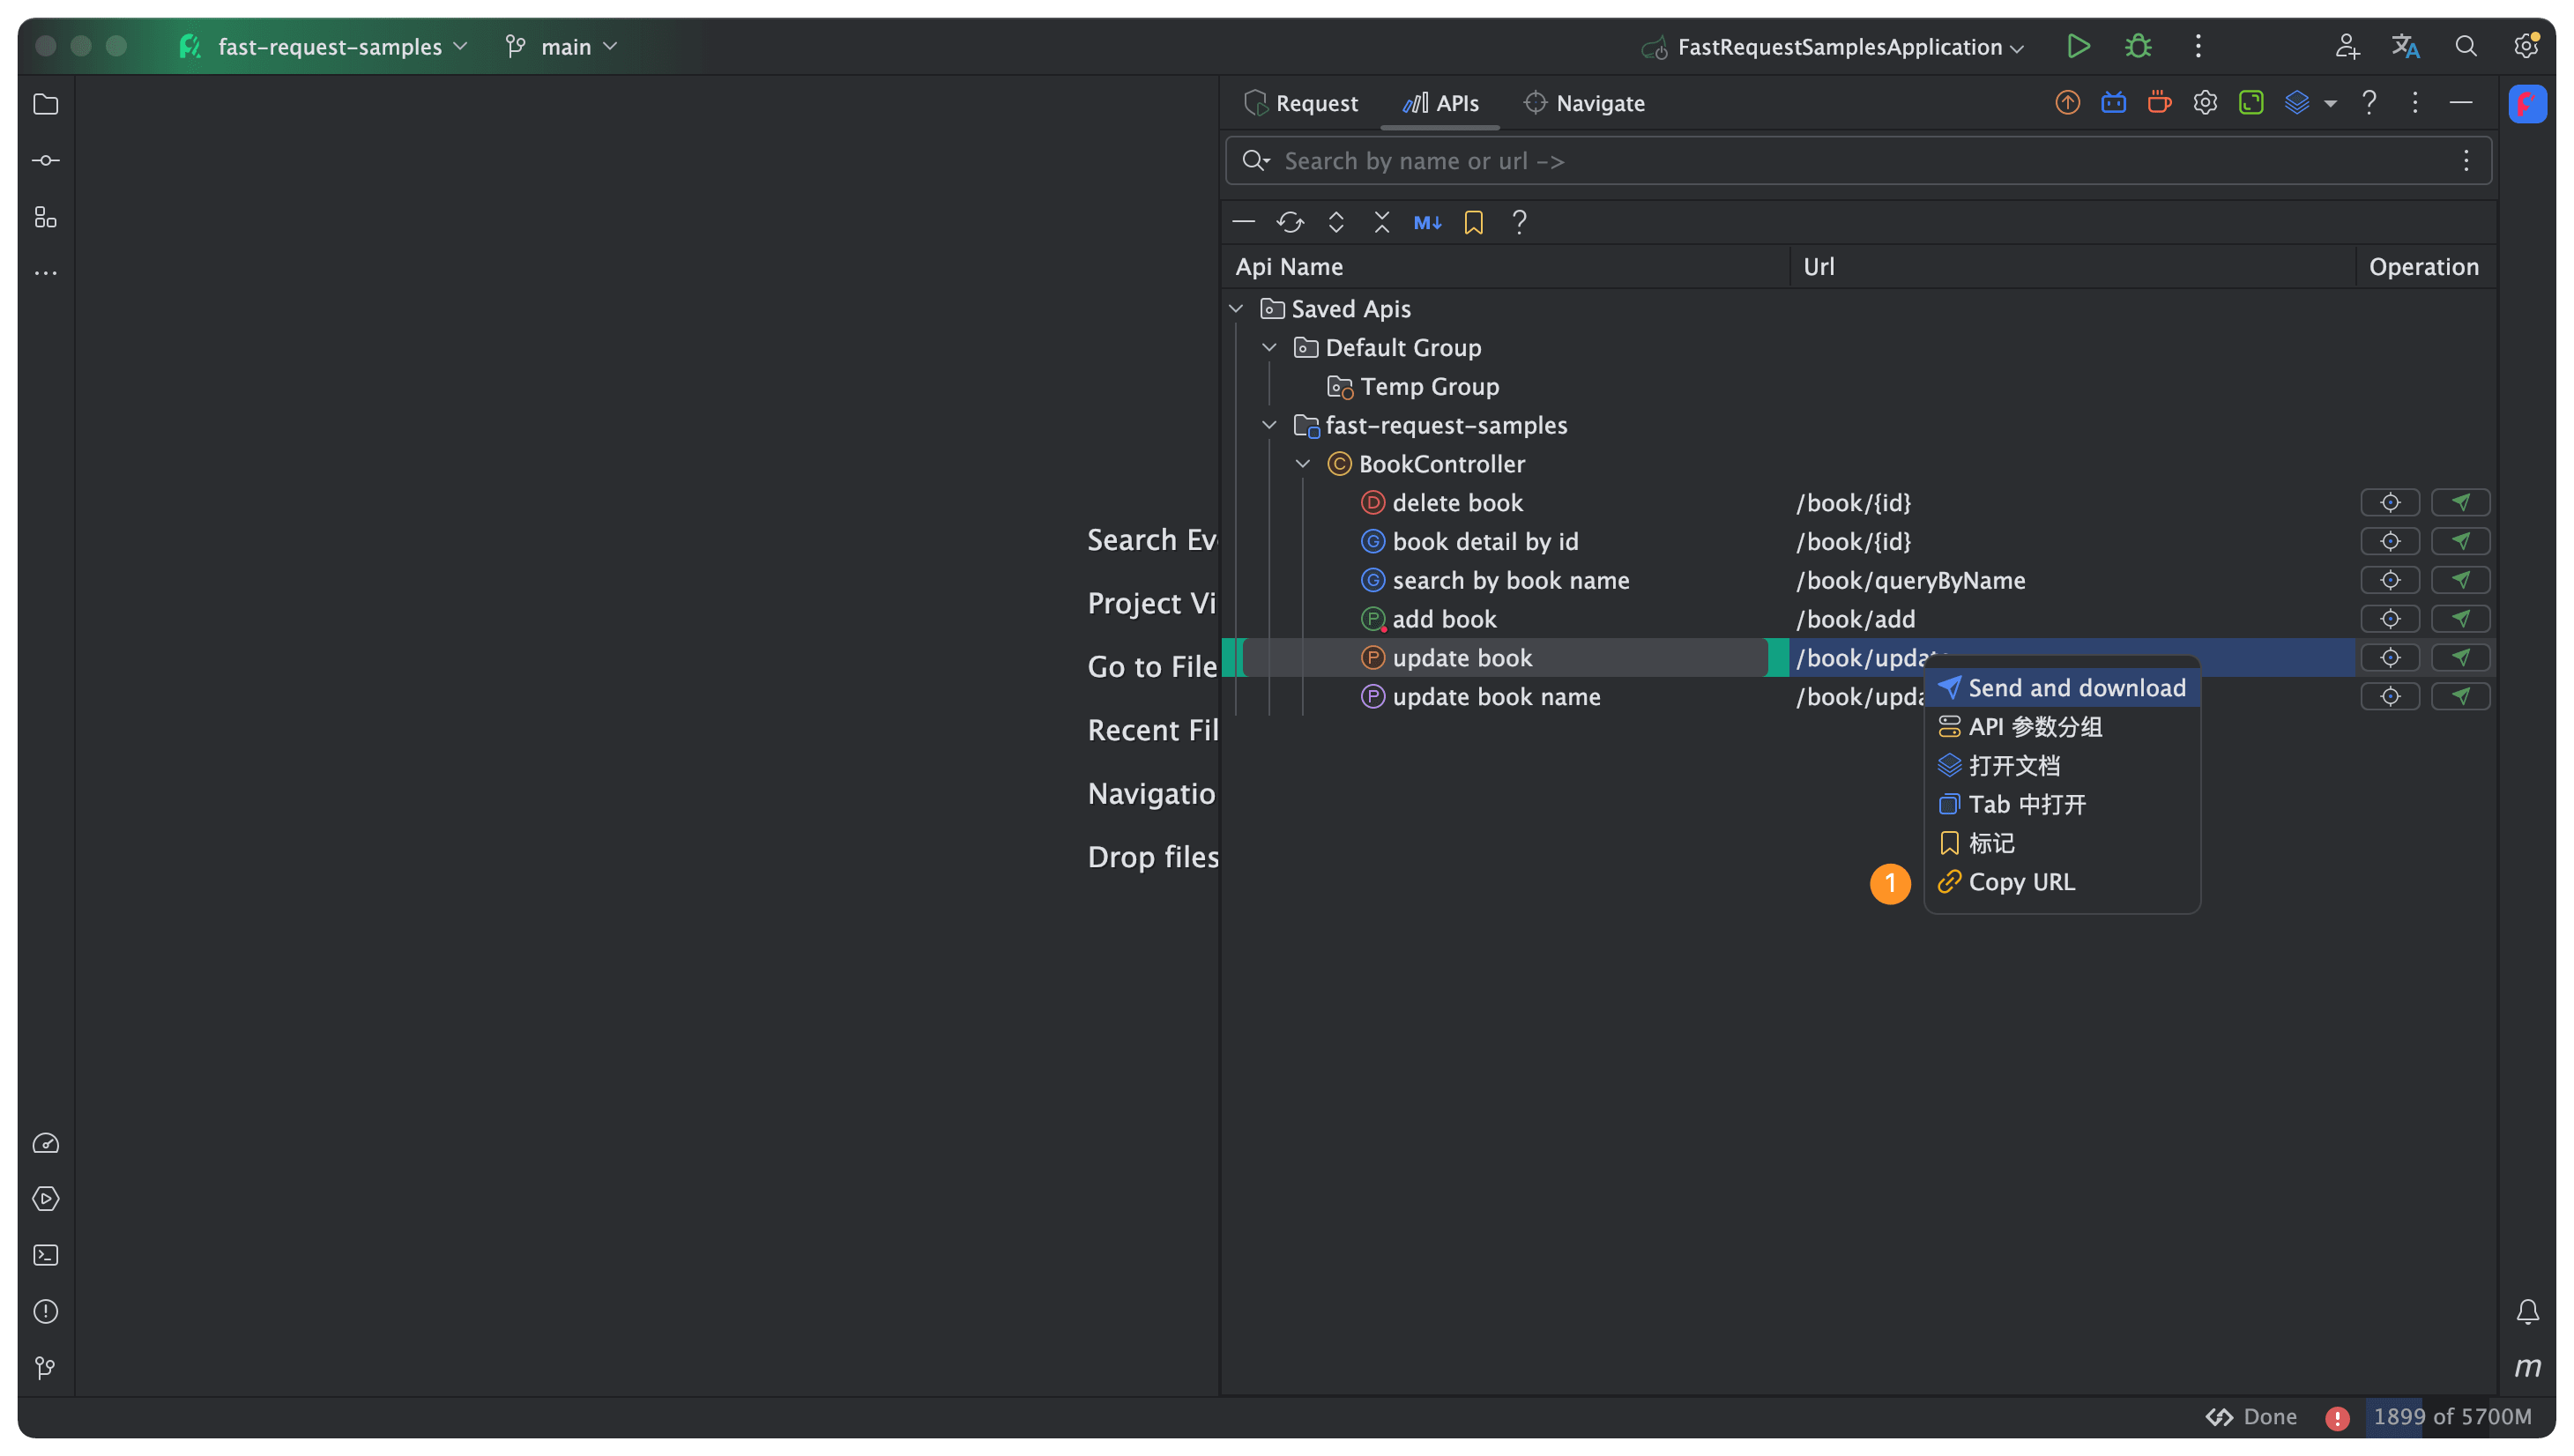 fast-request-samples
main
FastRequestSamplesApplication
Request
APIs
Navigate
Search by name or url ->
M↓
Api Name
Url
Operation
Saved Apis
Default Group
Temp Group
fast-request-samples
C BookController
D delete book
/book/{id}
G book detail by id
/book/{id}
G search by book name
/book/queryByName
P add book
/book/add
P update book
/book/update
P update book name
/book/upda
Send and download
API 参数分组
打开文档
Tab 中打开
标记
1 Copy URL
Search Ev
Project Vi
Go to File
Recent Fil
Navigatio
Drop files
m
Done
1899 of 5700M